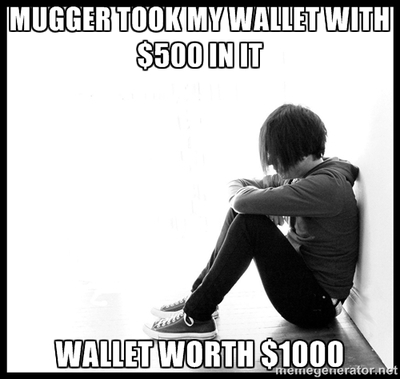 MUGGER TOOK MY WALLET WITH
$500 IN IT
WALLET WORTH $1000
memegenerator.net